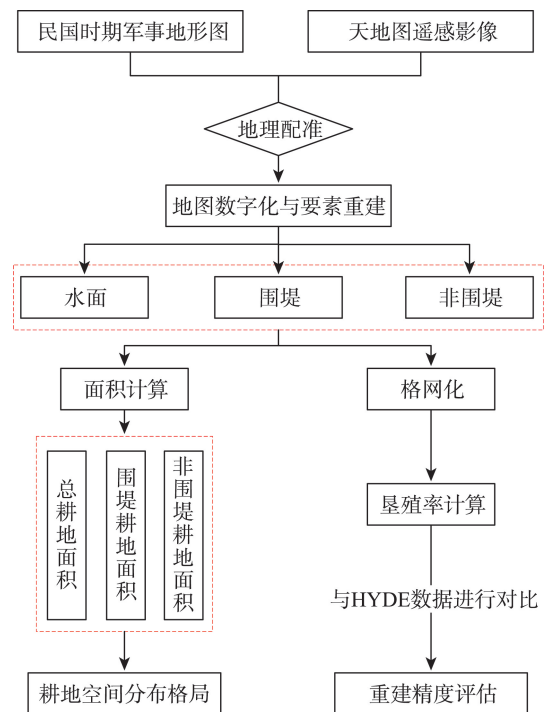 民国时期军事地形图
天地图遥感影像
地理配准
地图数字化与要素重建
水面
围堤
非围堤
面积计算
格网化
总耕地面积
围堤耕地面积
非围堤耕地面积
垦殖率计算
与HYDE数据进行对比
耕地空间分布格局
重建精度评估